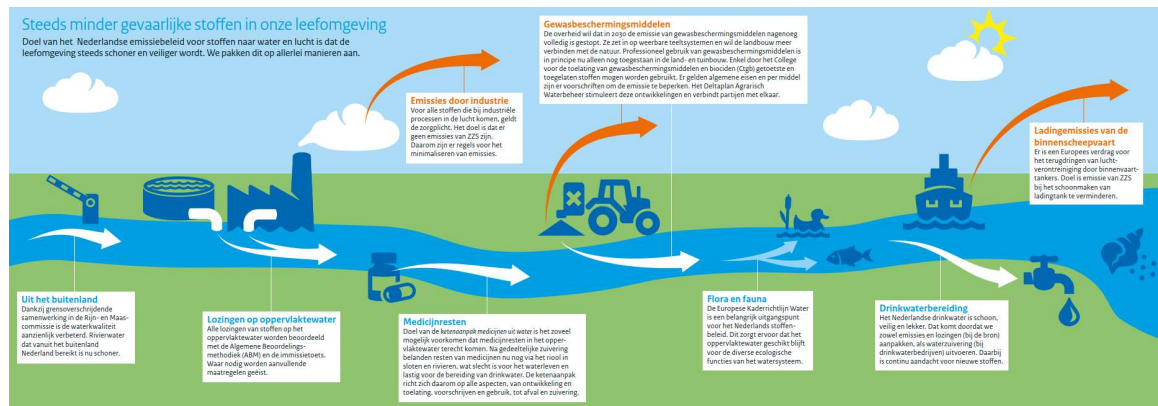 Steeds minder gevaarlijke stoffen in onze leefomgeving
Doel van het Nederlandse emissiebeleid voor stoffen naar water en lucht is dat de
leefomgeving steeds schoner en veiliger wordt. We pakken dit op allerlei manieren aan.
Emissies door industrie
Voor alle stoffen die bij industriële
processen in de lucht komen, geldt
de zorgplicht. Het doel is dat er
geen emissies van ZZS zijn.
Daarom zijn er regels voor het
minimaliseren van emissies.
Gewasbeschermingsmiddelen
De overheid wil dat in 2030 de emissie van gewasbeschermingsmiddelen nagenoeg
volledig is gestopt. Ze zet in op weerbare teeltsystemen en wil de landbouw meer
verbinden met de natuur. Professioneel gebruik van gewasbeschermingsmiddelen is
in principe nu alleen nog toegestaan in de land- en tuinbouw. Enkel door het College
voor de toelating van gewasbeschermingsmiddelen en biociden (Ctgb) getoetste en
toegelaten stoffen mogen worden gebruikt. Er gelden algemene eisen en per middel
zijn er voorschriften om de emissie te beperken. Het Deltaplan Agrarisch
Waterbeheer stimuleert deze ontwikkelingen en verbindt partijen met elkaar.
Ladingemissies van de
binnenscheepvaart
Er is een Europees verdrag voor
het terugdringen van lucht-
verontreiniging door binnenvaart-
tankers. Doel is emissie van ZZS
bij het schoonmaken van
ladingtank te verminderen.
Uit het buitenland
Dankzij grensoverschrijdende
samenwerking in de Rijn- en Maas-
commissie is de waterkwaliteit
aanzienlijk verbeterd. Rivierwater
dat vanuit het buitenland
Nederland bereikt is nu schoner.
Lozingen op oppervlaktewater
Alle lozingen van stoffen op het
oppervlaktewater worden beoordeeld
met de Algemene Beoordelings-
methodiek (ABM) en de immissietoets.
Waar nodig worden aanvullende
maatregelen geëist.
Medicijnresten
Doel van de ketenaanpak medicijnen uit water is het zoveel
mogelijk voorkomen dat medicijnresten in het opper-
vlaktewater terecht komen. Na gedeeltelijke zuivering
belanden resten van medicijnen nu nog via het riool in
sloten en rivieren, wat slecht is voor het waterleven en
lastig voor de bereiding van drinkwater. De ketenaanpak
richt zich daarom op alle aspecten, van ontwikkeling en
toelating, voorschrijven en gebruik, tot afval en zuivering.
Flora en fauna
De Europese Kaderrichtlijn Water
is een belangrijk uitgangspunt
voor het Nederlands stoffen-
beleid. Dit zorgt ervoor dat het
oppervlaktewater geschikt blijft
voor de diverse ecologische
functies van het watersysteem.
Drinkwaterbereiding
Het Nederlandse drinkwater is schoon,
veilig en lekker. Dat komt doordat we
zowel emissies en lozingen (bij de bron)
aanpakken, als waterzuivering (bij
drinkwaterbedrijven) uitvoeren. Daarbij
is continu aandacht voor nieuwe stoffen.